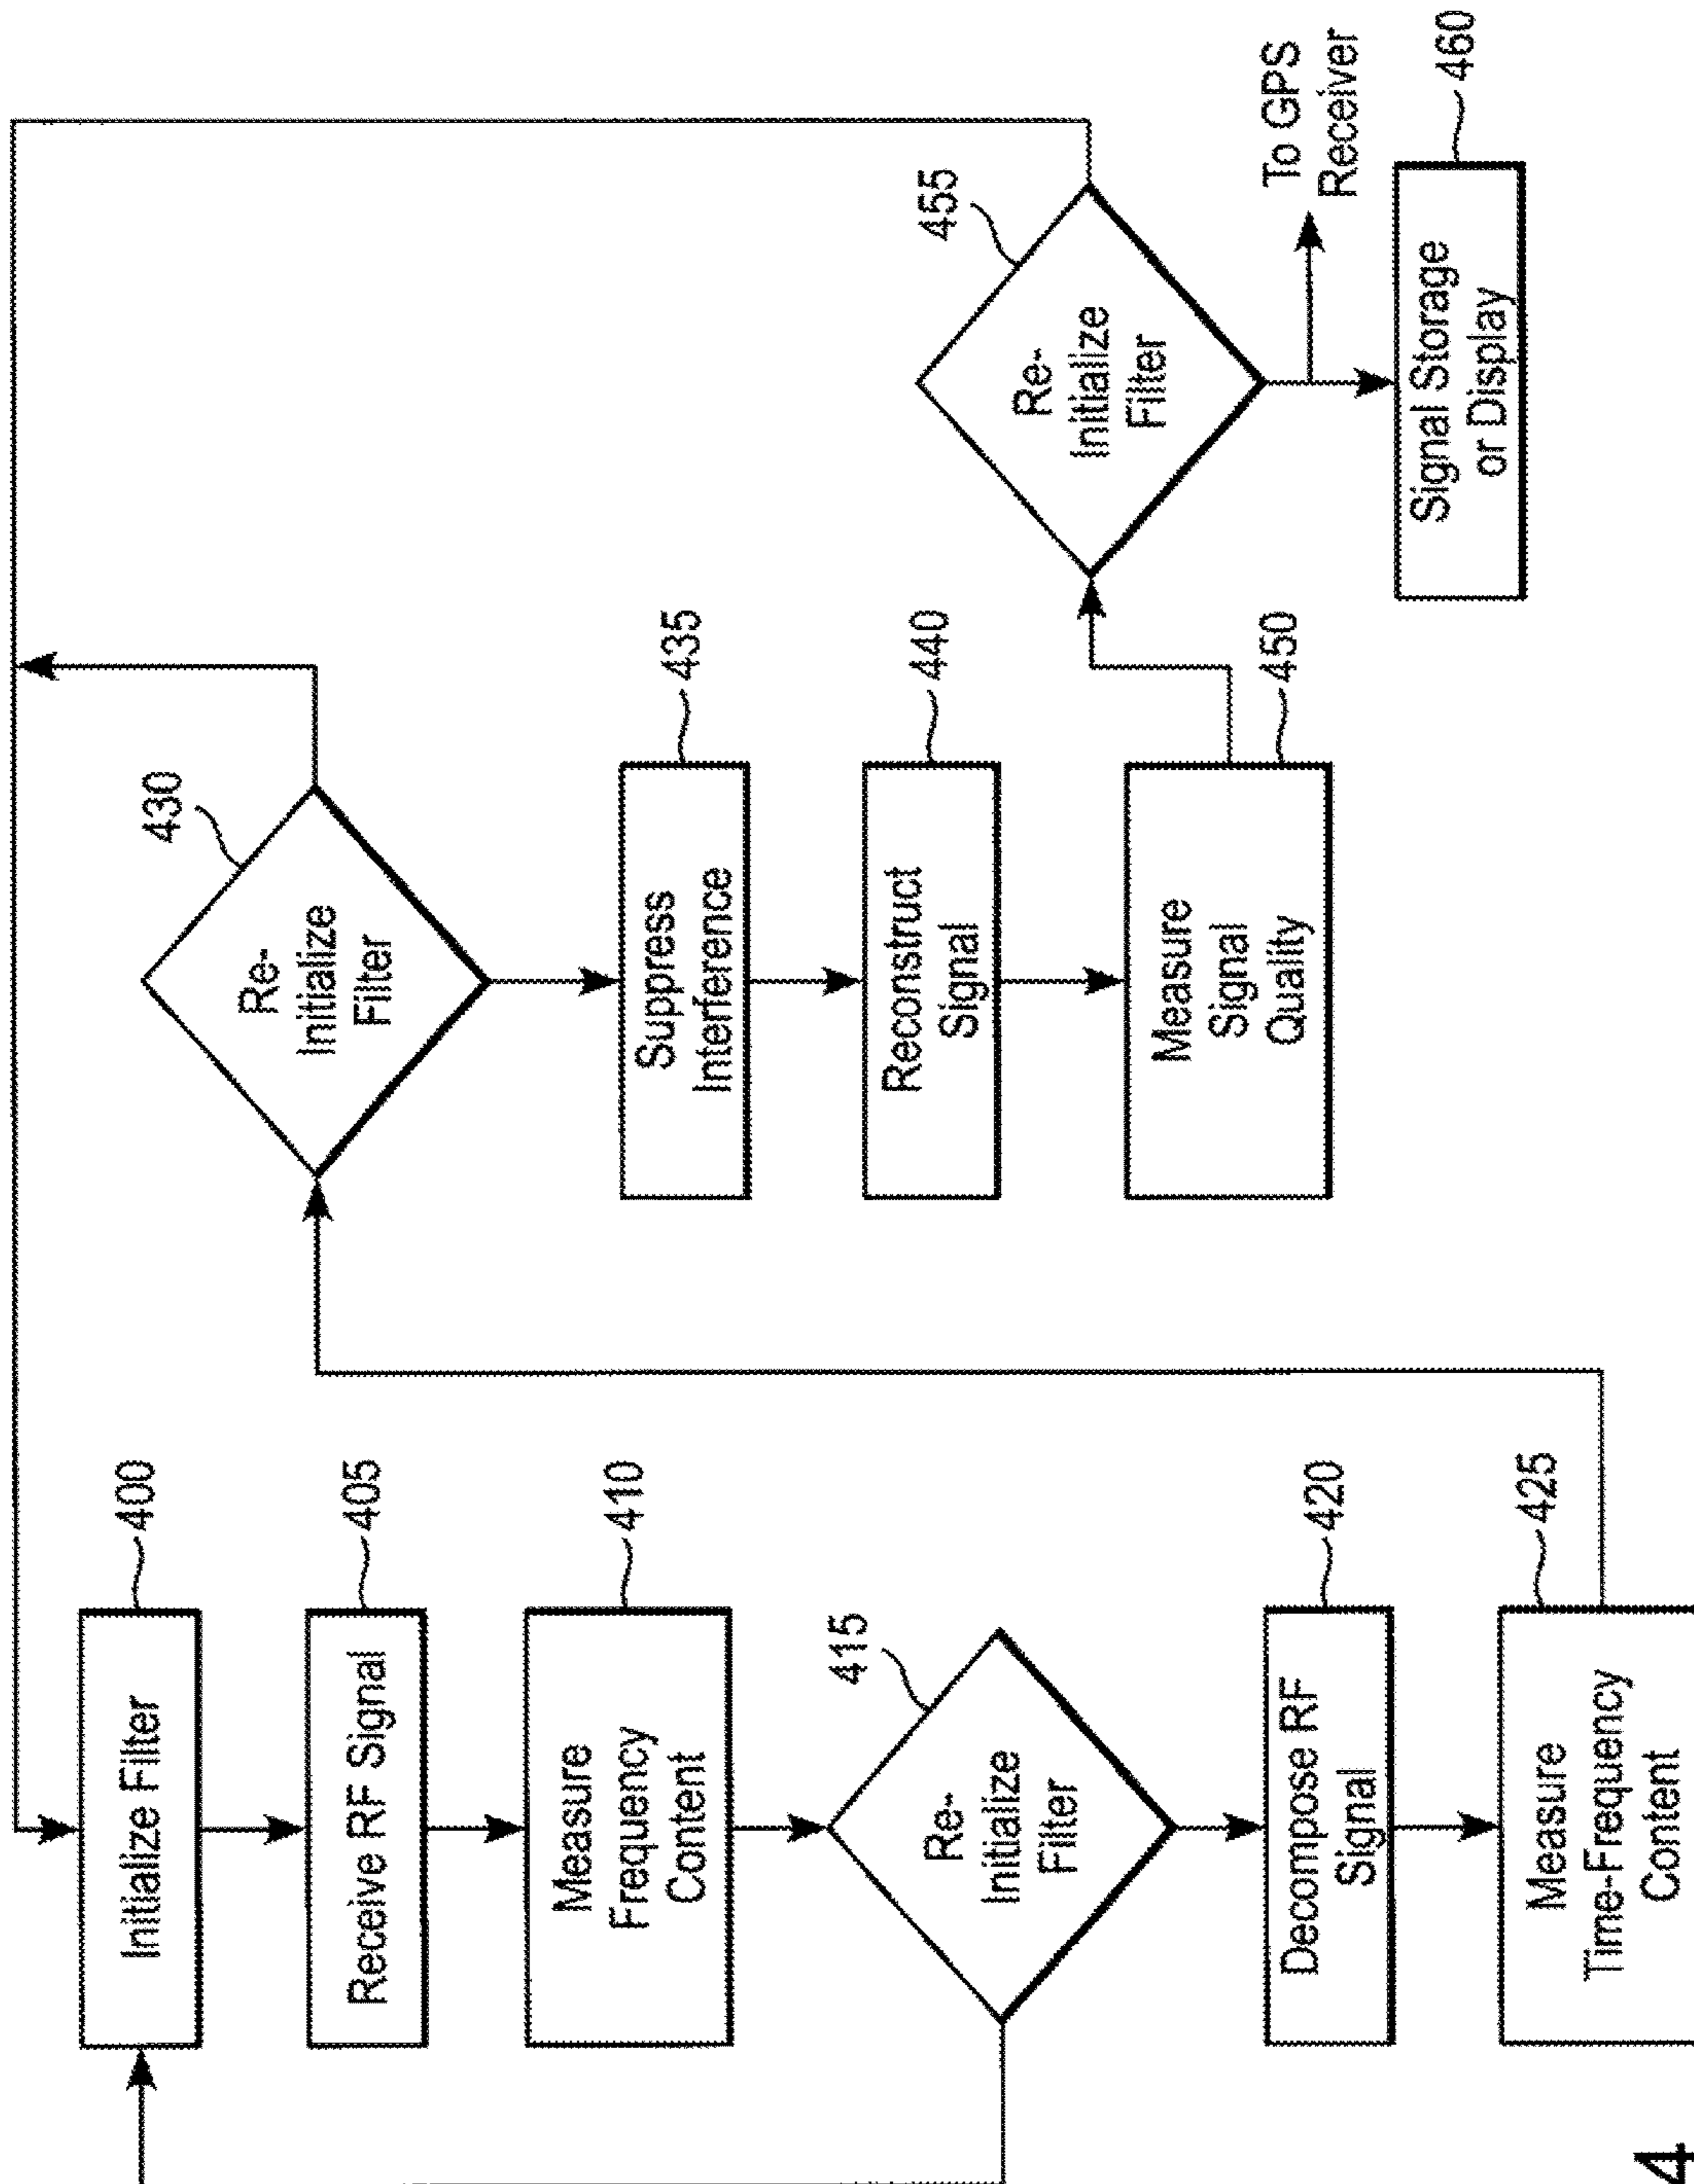 400
Initialize Filter
405
Receive RF Signal
410
Measure
Frequency
Content
415
Re-
Initialize
Filter
420
Decompose RF
Signal
425
Measure
Time-Frequency
Content
430
Re-
Initialize
Filter
435
Suppress
Interference
440
Reconstruct
Signal
450
Measure
Signal
Quality
455
Re-
Initialize
Filter
To GPS
Receiver
460
Signal Storage
or Display
4